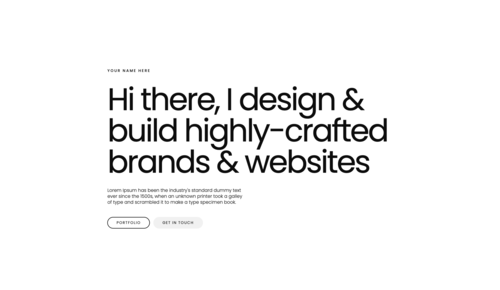 YOUR NAME HERE
Hi there, I design &
build highly-crafted
brands & websites
Lorem ipsum has been the industry's standard dummy text
ever since the 1500s, when an unknown printer took a galley
of type and scrambled it to make a type specimen book.
PORTFOLIO
GET IN TOUCH